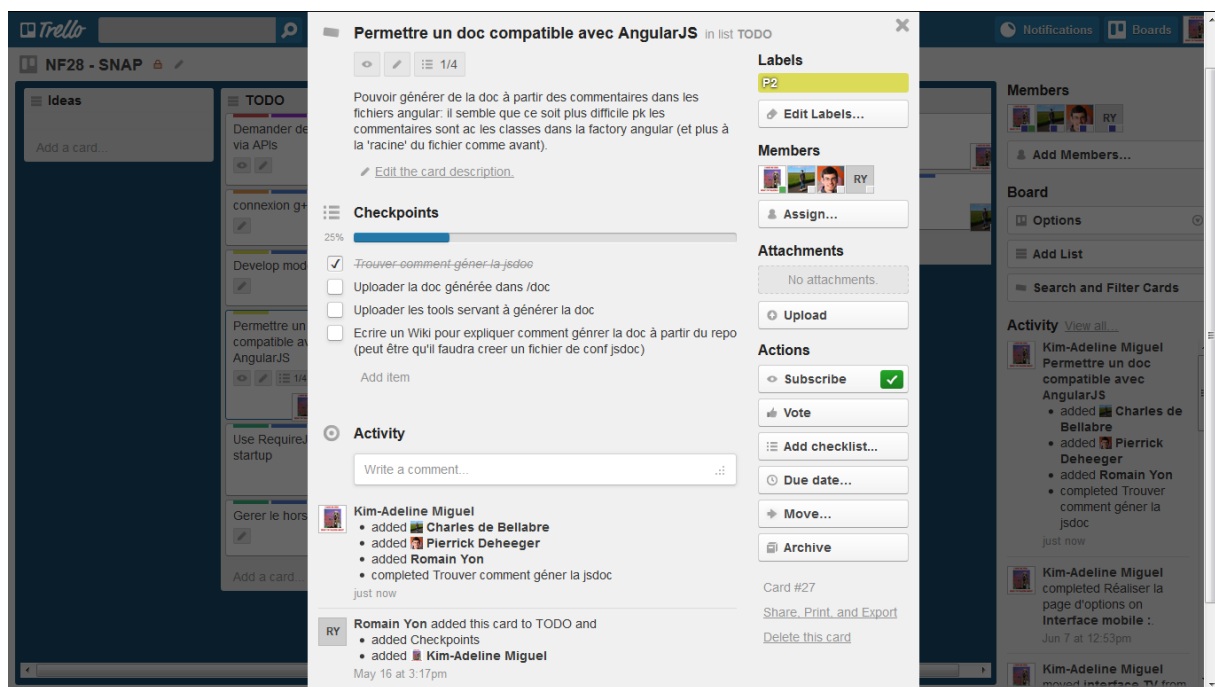 Trello
Notifications
Boards
NF28 - SNAP
Ideas
Add a card...
TODO
Demander de
via APIs
connexion g+
Develop mod
Permettre un
compatible av
AngularJS
1/4
Use RequireJ
startup
Gerer le hors
Add a card...
Permettre un doc compatible avec AngularJS in list TODO
1/4
Pouvoir générer de la doc à partir des commentaires dans les
fichiers angular: il semble que ce soit plus difficile pk les
commentaires sont ac les classes dans la factory angular (et plus à
la 'racine' du fichier comme avant).
Edit the card description.
Checkpoints
25%
Trouver comment géner la jsdoc
Uploader la doc générée dans /doc
Uploader les tools servant à générer la doc
Ecrire un Wiki pour expliquer comment génrer la doc à partir du repo
(peut être qu'il faudra creer un fichier de conf jsdoc)
Add item
Activity
Write a comment...
Kim-Adeline Miguel
• added Charles de Bellabre
• added Pierrick Deheeger
• added Romain Yon
• completed Trouver comment géner la jsdoc
just now
RY
Romain Yon added this card to TODO and
• added Checkpoints
• added Kim-Adeline Miguel
May 16 at 3:17pm
Labels
P2
Edit Labels...
Members
RY
Assign...
Attachments
No attachments.
Upload
Actions
Subscribe
Vote
Add checklist...
Due date...
Move...
Archive
Card #27
Share, Print, and Export
Delete this card
Members
RY
Add Members...
Board
Options
Add List
Search and Filter Cards
Activity View all...
Kim-Adeline Miguel
Permettre un doc
compatible avec
AngularJS
• added Charles de
Bellabre
• added Pierrick
Deheeger
• added Romain Yon
• completed Trouver
comment géner la
jsdoc
just now
Kim-Adeline Miguel
completed Réaliser la
page d'options on
Interface mobile :.
Jun 7 at 12:53pm
Kim-Adeline Miguel
moved Interface TV from